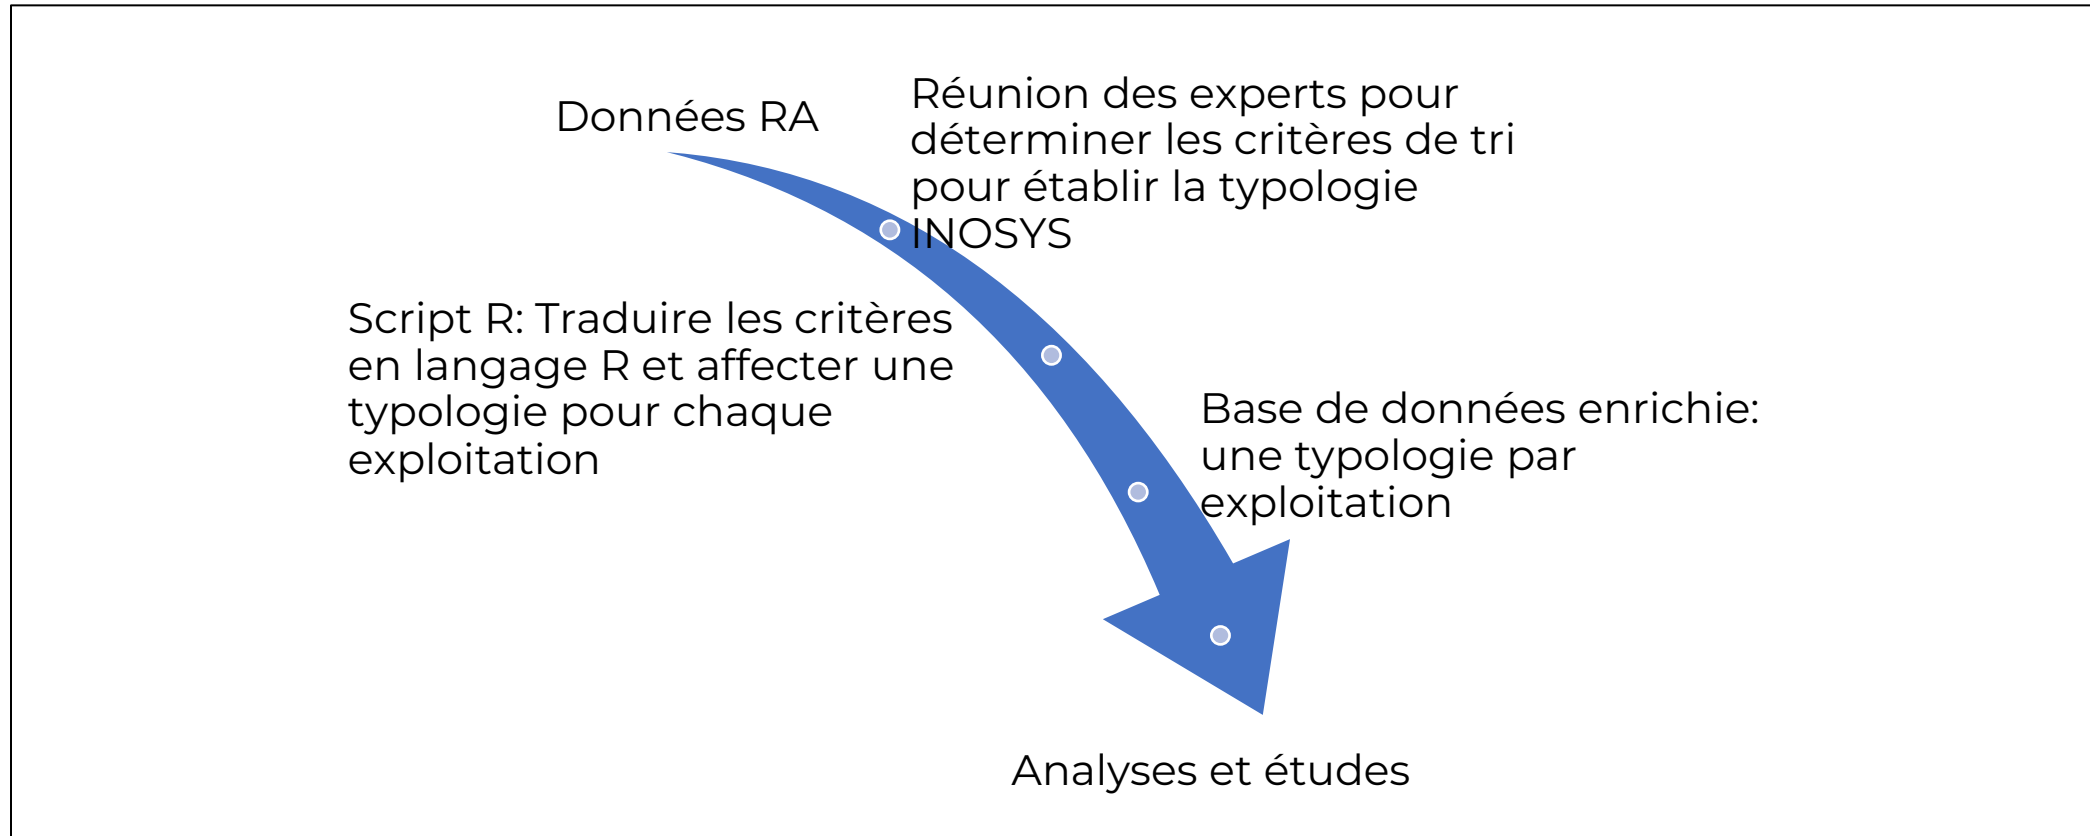 Données RA
Réunion des experts pour
déterminer les critères de tri
pour établir la typologie
INOSYS
Script R: Traduire les critères
en langage R et affecter une
typologie pour chaque
exploitation
Base de données enrichie:
une typologie par
exploitation
Analyses et études